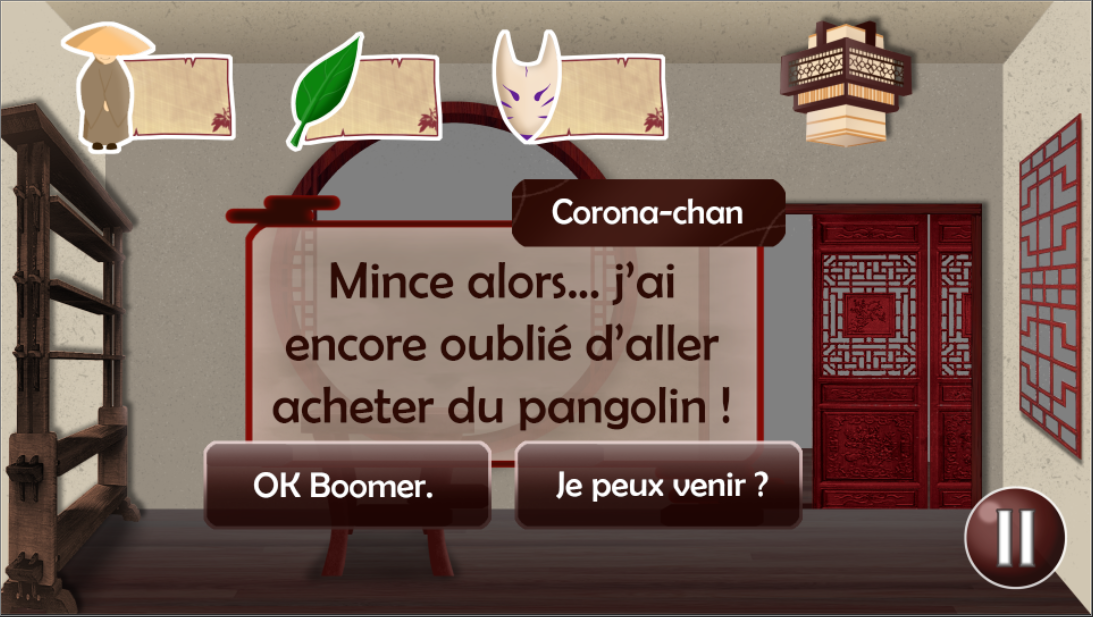 Corona-chan
Mince alors... j'ai
encore oublié d'aller
acheter du pangolin !
OK Boomer.
Je peux venir ?